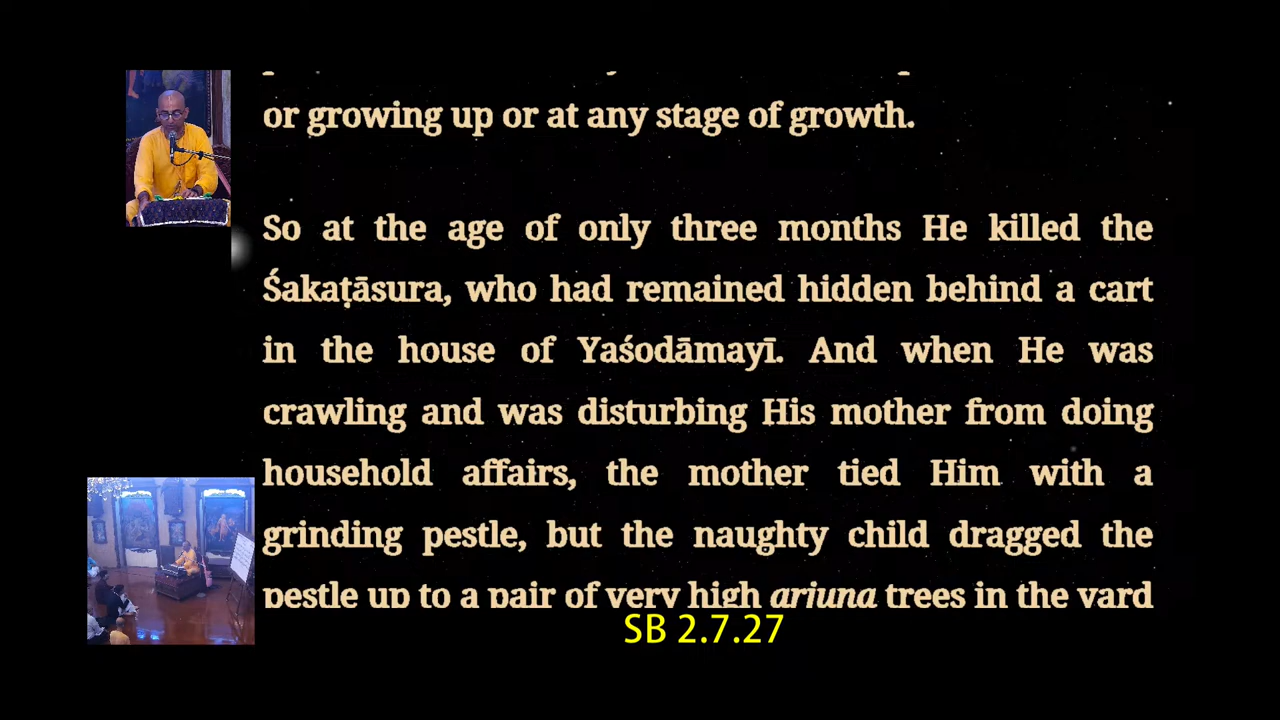 or growing up or at any stage of growth.
So at the age of only three months He killed the
Śakaṭāsura, who had remained hidden behind a cart
in the house of Yaśodāmayī. And when He was
crawling and was disturbing His mother from doing
household affairs, the mother tied Him with a
grinding pestle, but the naughty child dragged the
pestle up to a pair of very high arjuna trees in the yard
SB 2.7.27